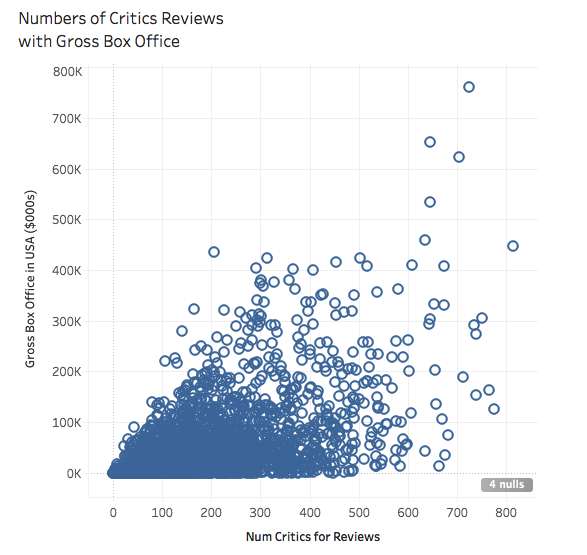 Numbers of Critics Reviews
with Gross Box Office
800K
700K
600K
500K
400K
300K
200K
100K
0K
Gross Box Office in USA ($000s)
4 nulls
0 100 200 300 400 500 600 700 800
Num Critics for Reviews